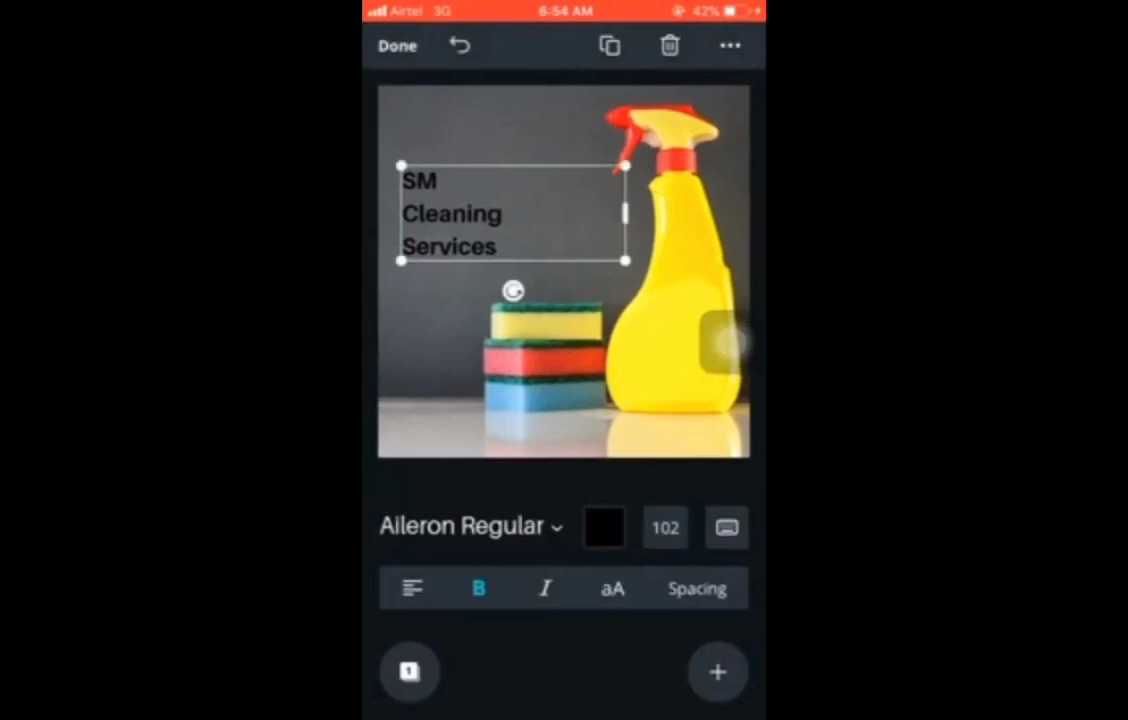 Airtel 3G 6:54 AM 42%
Done
SM
Cleaning
Services
Aileron Regular 102
B I aA Spacing
1